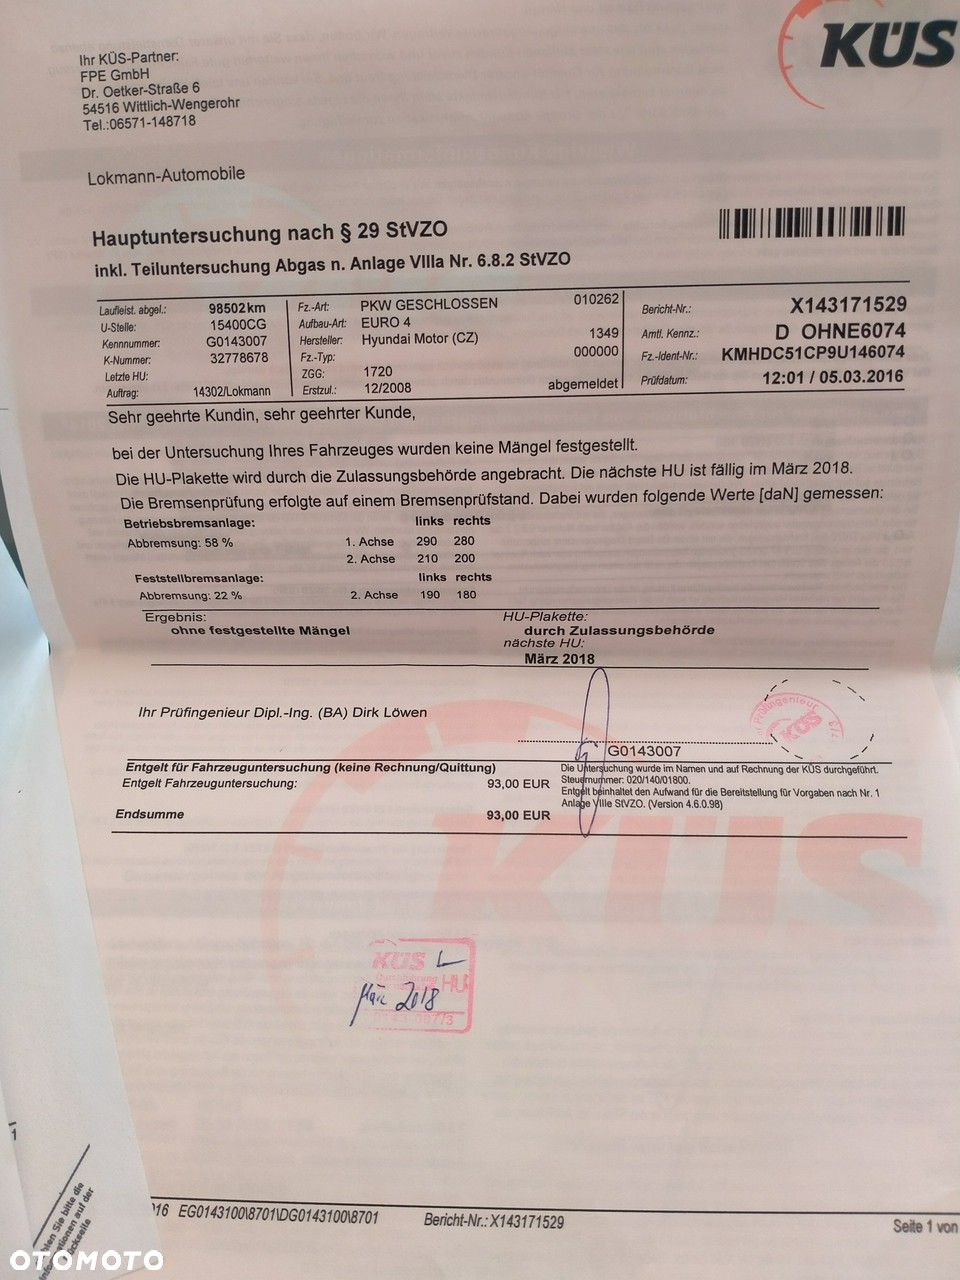 KÜS
Ihr KÜS-Partner:
FPE GmbH
Dr. Oetker-Straße 6
54516 Wittlich-Wengerohr
Tel.:06571-148718
Lokmann-Automobile
Hauptuntersuchung nach § 29 StVZO
inkl. Teiluntersuchung Abgas n. Anlage VIIIa Nr. 6.8.2 StVZO
Laufleist. abgel.: 98502km Fz.-Art: PKW GESCHLOSSEN 010262 Bericht-Nr.: X143171529
U-Stelle: 15400CG Aufbau-Art: EURO 4 Amtl. Kennz.: D OHNE6074
Kennnummer: G0143007 Hersteller: Hyundai Motor (CZ) 1349 Fz.-Ident-Nr.: KMHDC51CP9U146074
K-Nummer: 32778678 Fz.-Typ: 000000 Prüfdatum: 12:01 / 05.03.2016
Letzte HU: ZGG: 1720
Auftrag: 14302/Lokmann Erstzul.: 12/2008 abgemeldet
Sehr geehrte Kundin, sehr geehrter Kunde,
bei der Untersuchung Ihres Fahrzeuges wurden keine Mängel festgestellt.
Die HU-Plakette wird durch die Zulassungsbehörde angebracht. Die nächste HU ist fällig im März 2018.
Die Bremsenprüfung erfolgte auf einem Bremsenprüfstand. Dabei wurden folgende Werte [daN] gemessen:
Betriebsbremsanlage: links rechts
Abbremsung: 58 % 1. Achse 290 280
2. Achse 210 200
Feststellbremsanlage: links rechts
Abbremsung: 22 % 2. Achse 190 180
Ergebnis: HU-Plakette:
ohne festgestellte Mängel durch Zulassungsbehörde
nächste HU:
März 2018
Ihr Prüfingenieur Dipl.-Ing. (BA) Dirk Löwen
Prüfingenieur
KÜS
G0143007
Entgelt für Fahrzeuguntersuchung (keine Rechnung/Quittung)
Entgelt Fahrzeuguntersuchung: 93,00 EUR
Endsumme 93,00 EUR
Die Untersuchung wurde im Namen und auf Rechnung der KÜS durchgeführt.
Steuernummer: 020/140/01800.
Entgelt beinhaltet den Aufwand für die Bereitstellung für Vorgaben nach Nr. 1
Anlage VIIIe StVZO. (Version 4.6.0.98)
KÜS
KÜS
HU
März 2018
016 EG0143100\8701\DG0143100\8701 Bericht-Nr.: X143171529 Seite 1 von
OTOMOTO